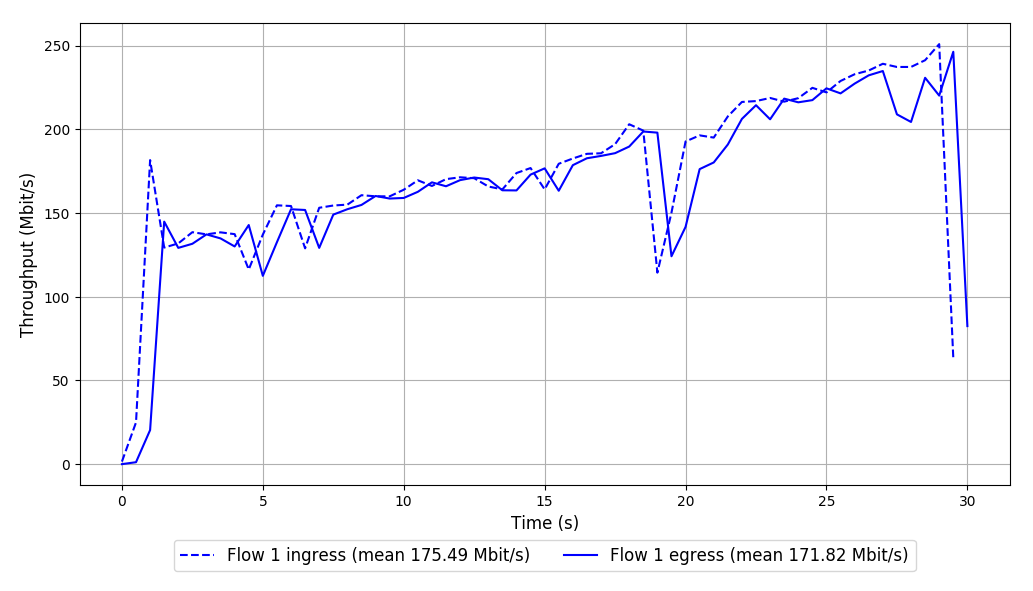 250
200
150
100
50
0
Throughput (Mbit/s)
0 5 10 15 20 25 30
Time (s)
Flow 1 ingress (mean 175.49 Mbit/s) Flow 1 egress (mean 171.82 Mbit/s)